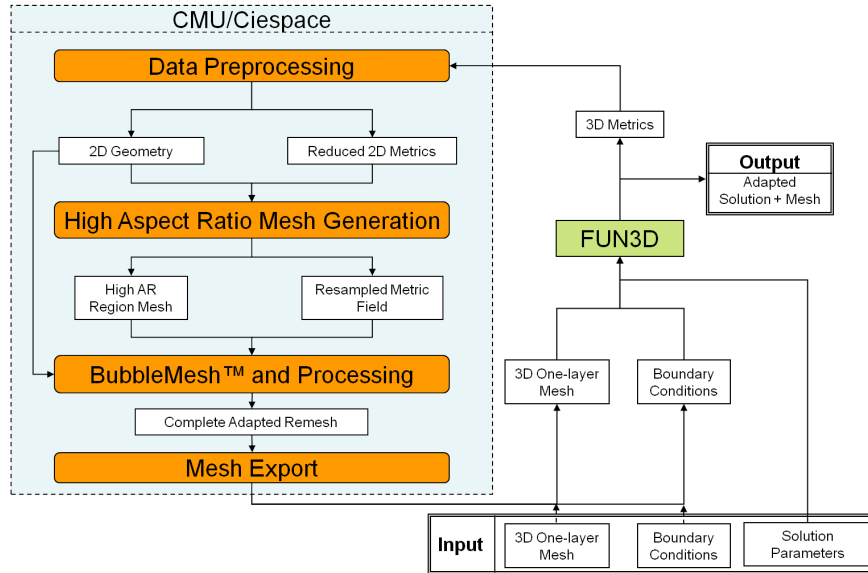 CMU/Ciespace
Data Preprocessing
2D Geometry
Reduced 2D Metrics
High Aspect Ratio Mesh Generation
High AR
Region Mesh
Resampled Metric
Field
BubbleMesh™ and Processing
Complete Adapted Remesh
Mesh Export
3D Metrics
Output
Adapted
Solution + Mesh
FUN3D
3D One-layer
Mesh
Boundary
Conditions
Input
3D One-layer
Mesh
Boundary
Conditions
Solution
Parameters